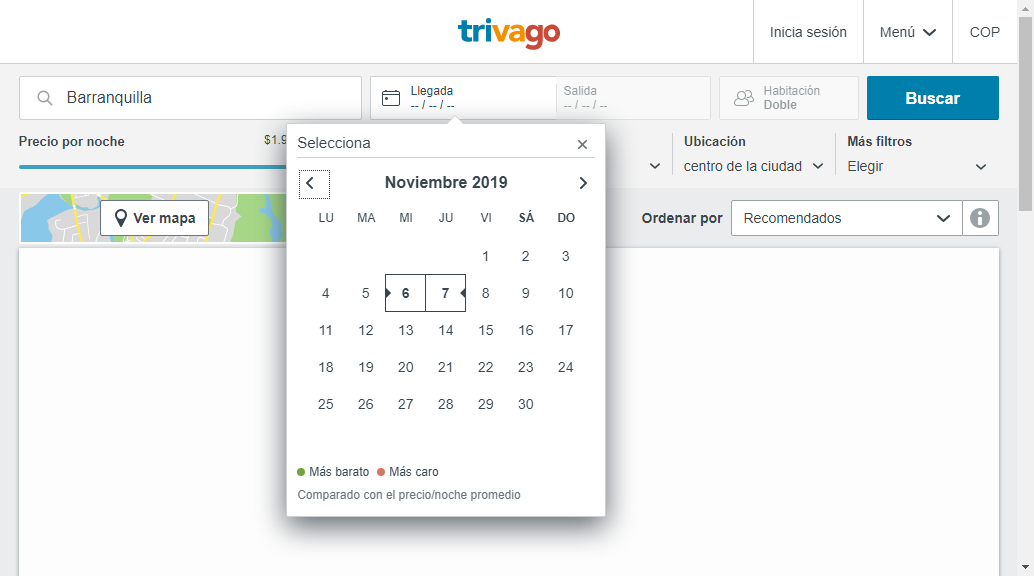 trivago
Inicia sesión
Menú
COP
Barranquilla
Llegada
-- / -- / --
Salida
-- / -- / --
Habitación
Doble
Buscar
Precio por noche
$1.9
Ubicación
centro de la ciudad
Más filtros
Elegir
Selecciona
Noviembre 2019
LU MA MI JU VI SÁ DO
1 2 3
4 5 6 7 8 9 10
11 12 13 14 15 16 17
18 19 20 21 22 23 24
25 26 27 28 29 30
Más barato Más caro
Comparado con el precio/noche promedio
Ver mapa
Ordenar por
Recomendados